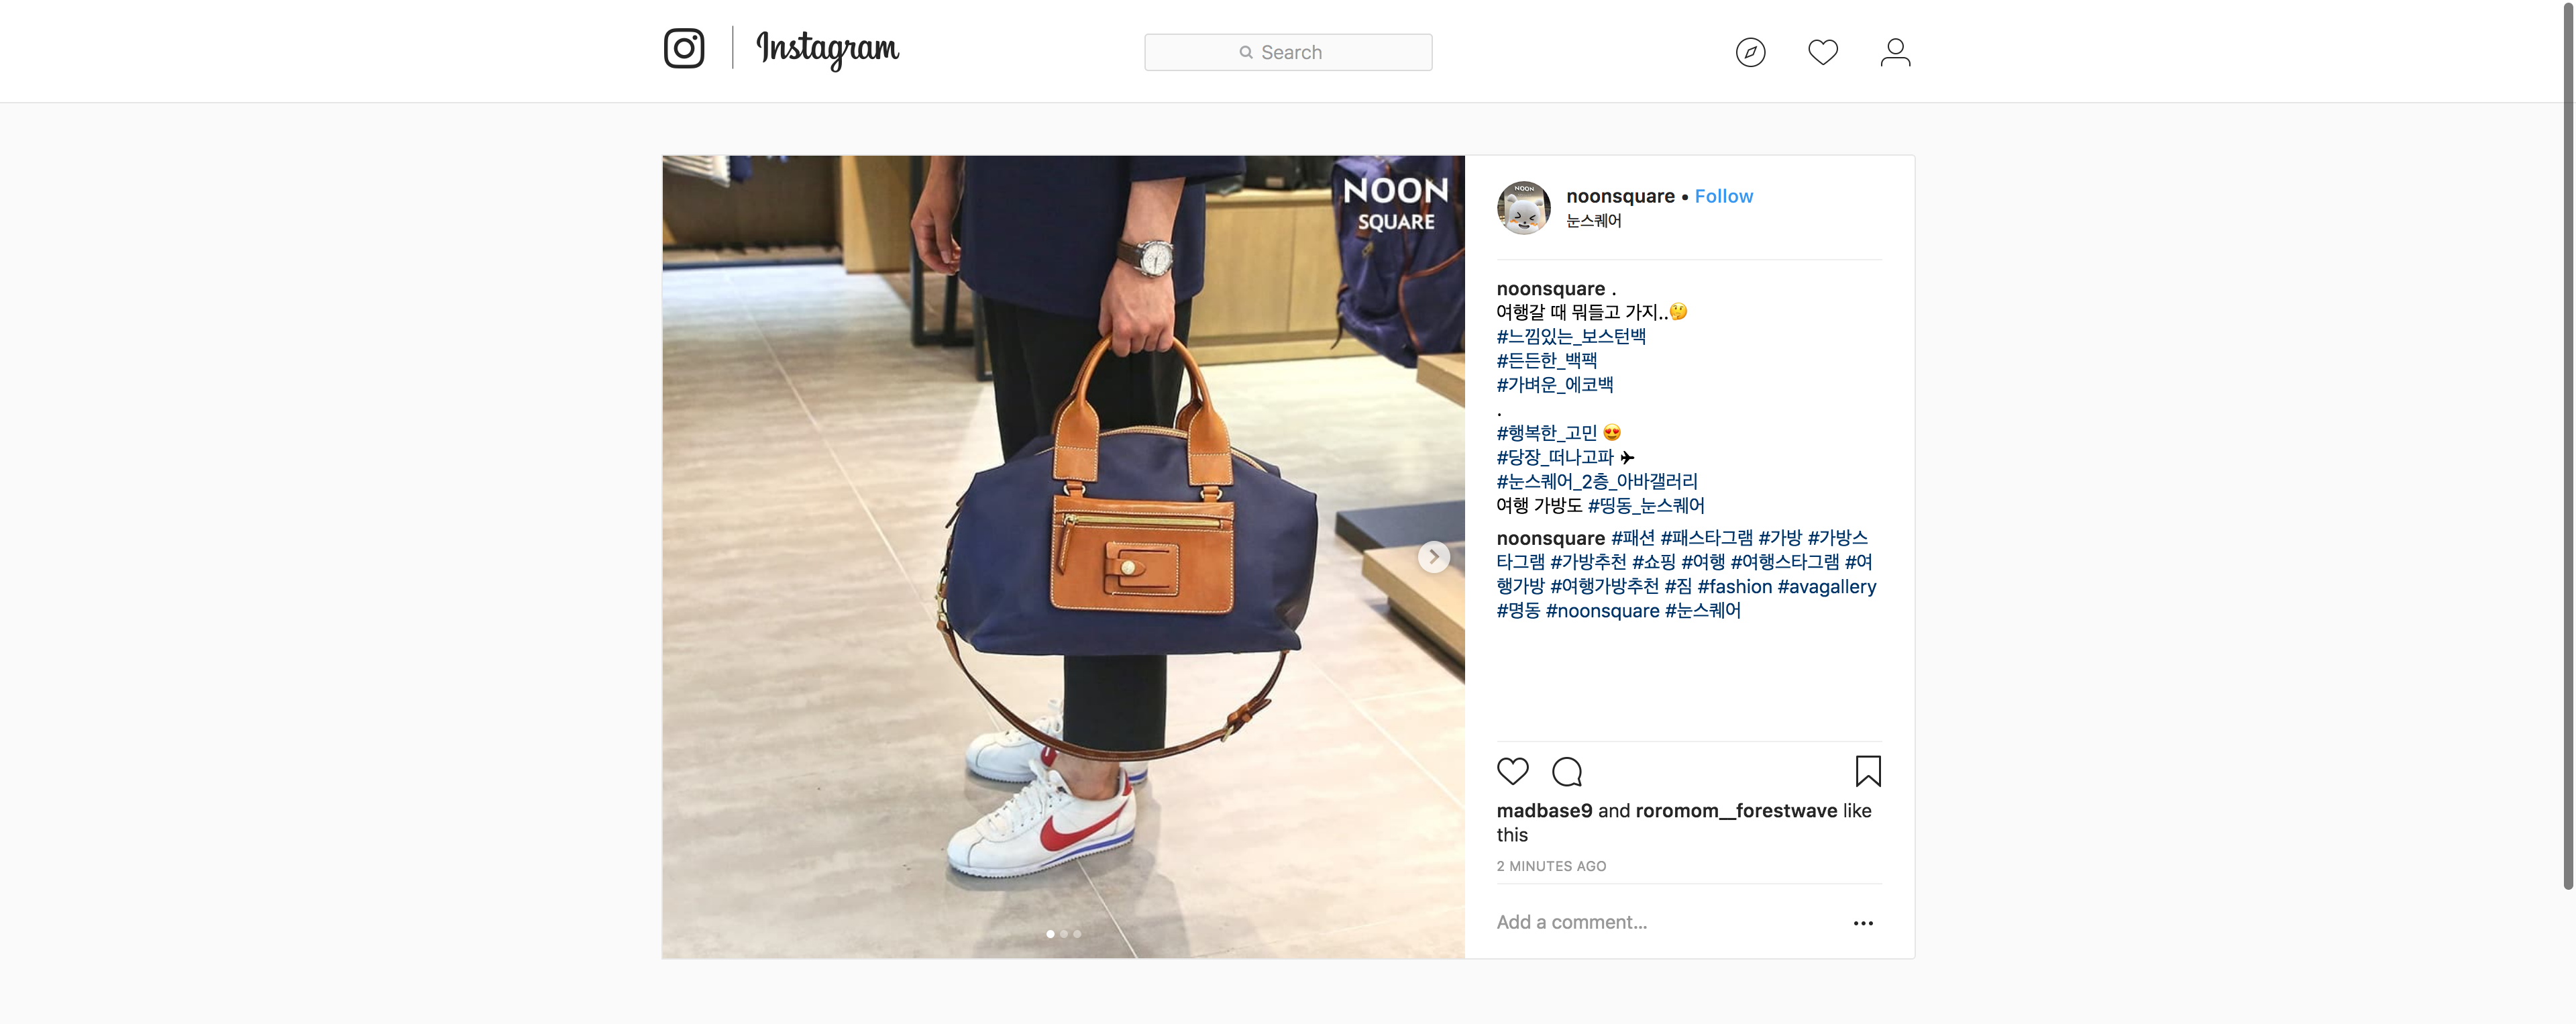 Instagram
Search
NOON
SQUARE
NOON
noonsquare • Follow
눈스퀘어
noonsquare .
여행갈 때 뭐들고 가지..🤔
#느낌있는_보스턴백
#든든한_백팩
#가벼운_에코백
.
#행복한_고민 😍
#당장_떠나고파 ✈
#눈스퀘어_2층_아바갤러리
여행 가방도 #띵동_눈스퀘어
noonsquare #패션 #패스타그램 #가방 #가방스
타그램 #가방추천 #쇼핑 #여행 #여행스타그램 #여
행가방 #여행가방추천 #짐 #fashion #avagallery
#명동 #noonsquare #눈스퀘어
madbase9 and roromom__forestwave like
this
2 MINUTES AGO
Add a comment...